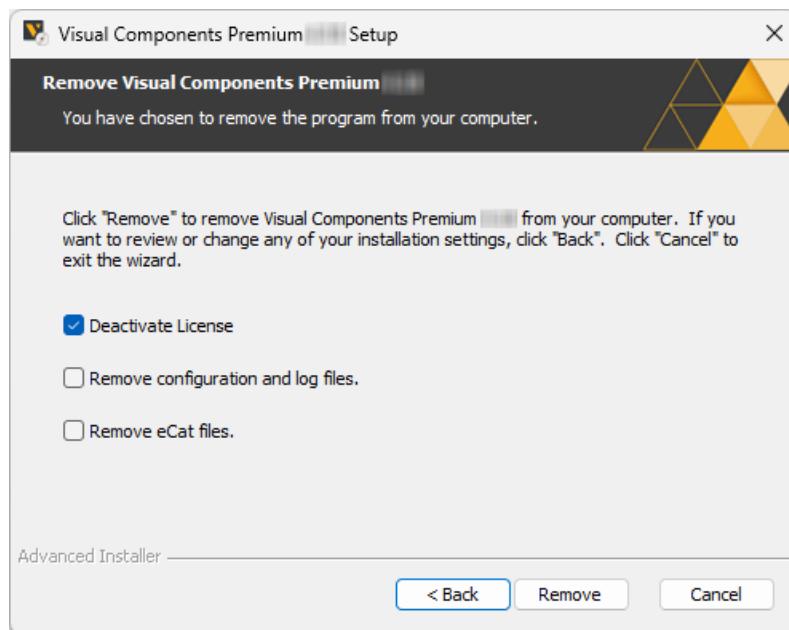 Visual Components Premium Setup
Remove Visual Components Premium
You have chosen to remove the program from your computer.
Click "Remove" to remove Visual Components Premium from your computer. If you
want to review or change any of your installation settings, click "Back". Click "Cancel" to
exit the wizard.
Deactivate License
Remove configuration and log files.
Remove eCat files.
Advanced Installer
< Back Remove Cancel